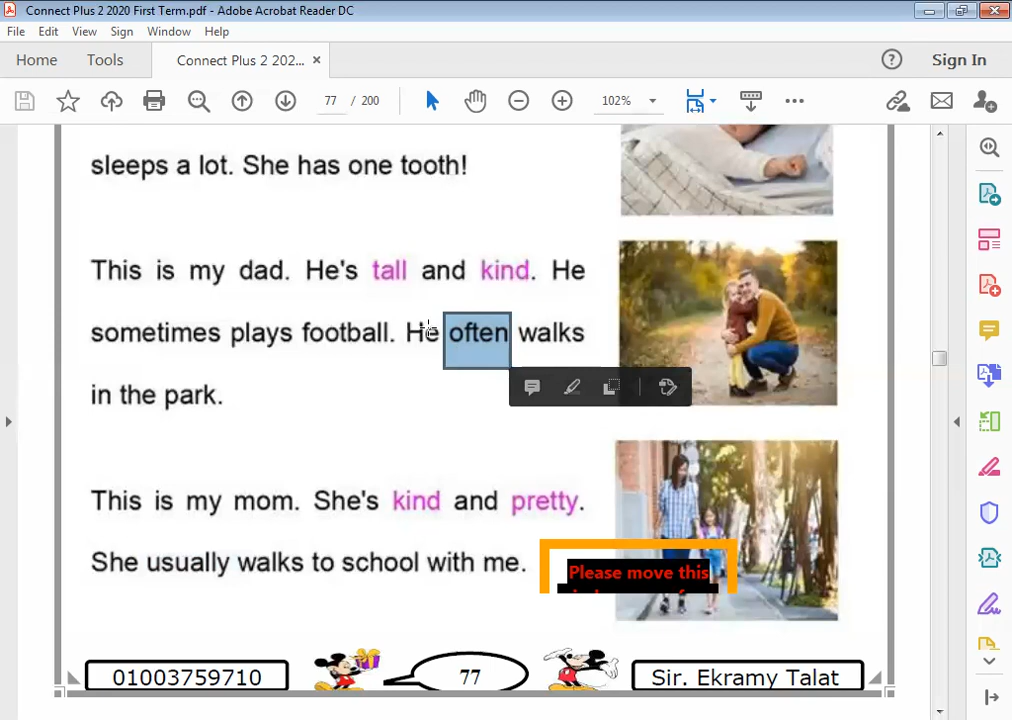 Connect Plus 2 2020 First Term.pdf - Adobe Acrobat Reader DC
File Edit View Sign Window Help
Home Tools Connect Plus 2 202... × Sign In
77 / 200 102%
sleeps a lot. She has one tooth!
This is my dad. He's tall and kind. He
sometimes plays football. He often walks
in the park.
This is my mom. She's kind and pretty.
She usually walks to school with me.
Please move this
01003759710 77 Sir. Ekramy Talat